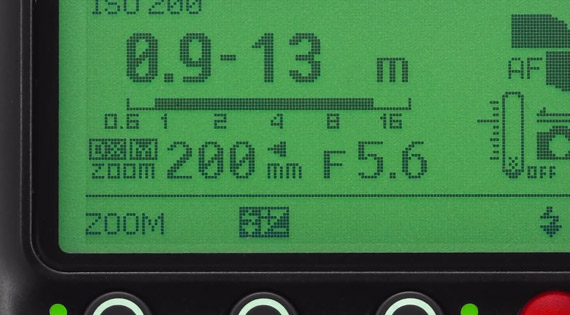 ISO 200
0.9-13 m
AF
0.6 1 2 4 8 16
ZOOM 200 mm F 5.6
OFF
ZOOM